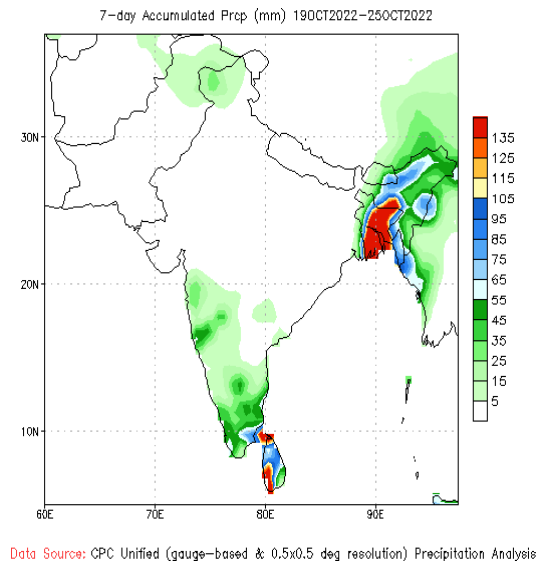 7-day Accumulated Prcp (mm) 19OCT2022-25OCT2022
30N
20N
10N
60E
70E
80E
90E
135
125
115
105
95
85
75
65
55
45
35
25
15
5
Data Source: CPC Unified (gauge-based & 0.5x0.5 deg resolution) Precipitation Analysis